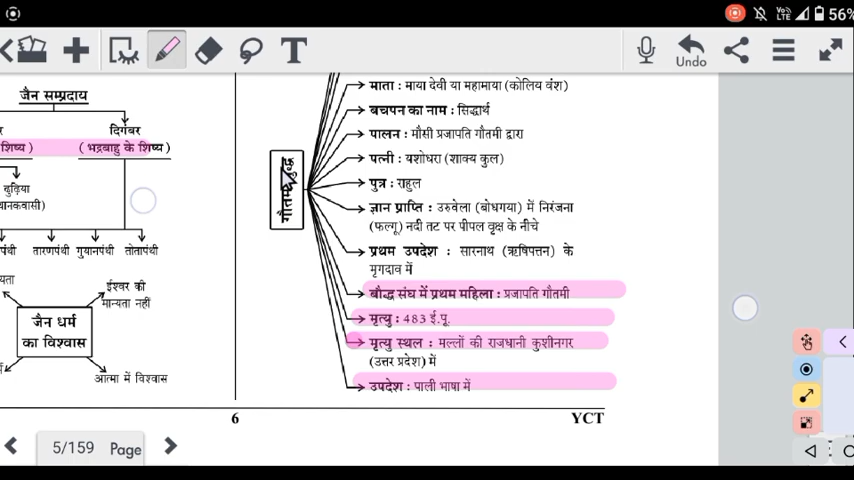 56%
Undo
जैन सम्प्रदाय
दिगंबर
शिष्य )
( भद्रबाहु के शिष्य )
ढुढ़िया
थानकवासी)
पंथी
तारणपंथी
गुयानपंथी
तोतापंथी
यता
ईश्वर की
मान्यता नहीं
जैन धर्म
का विश्वास
आत्मा में विश्वास
गौतम बुद्ध
माता : माया देवी या महामाया (कोलिय वंश)
बचपन का नाम : सिद्धार्थ
पालन : मौसी प्रजापति गौतमी द्वारा
पत्नी : यशोधरा (शाक्य कुल)
पुत्र : राहुल
ज्ञान प्राप्ति : उरुवेला (बोधगया) में निरंजना
(फल्गू) नदी तट पर पीपल वृक्ष के नीचे
प्रथम उपदेश : सारनाथ (ऋषिपत्तन) के
मृगदाव में
बौद्ध संघ में प्रथम महिला : प्रजापति गौतमी
मृत्यु : 483 ई.पू.
मृत्यु स्थल : मल्लों की राजधानी कुशीनगर
(उत्तर प्रदेश) में
उपदेश : पाली भाषा में
6
YCT
5/159 Page